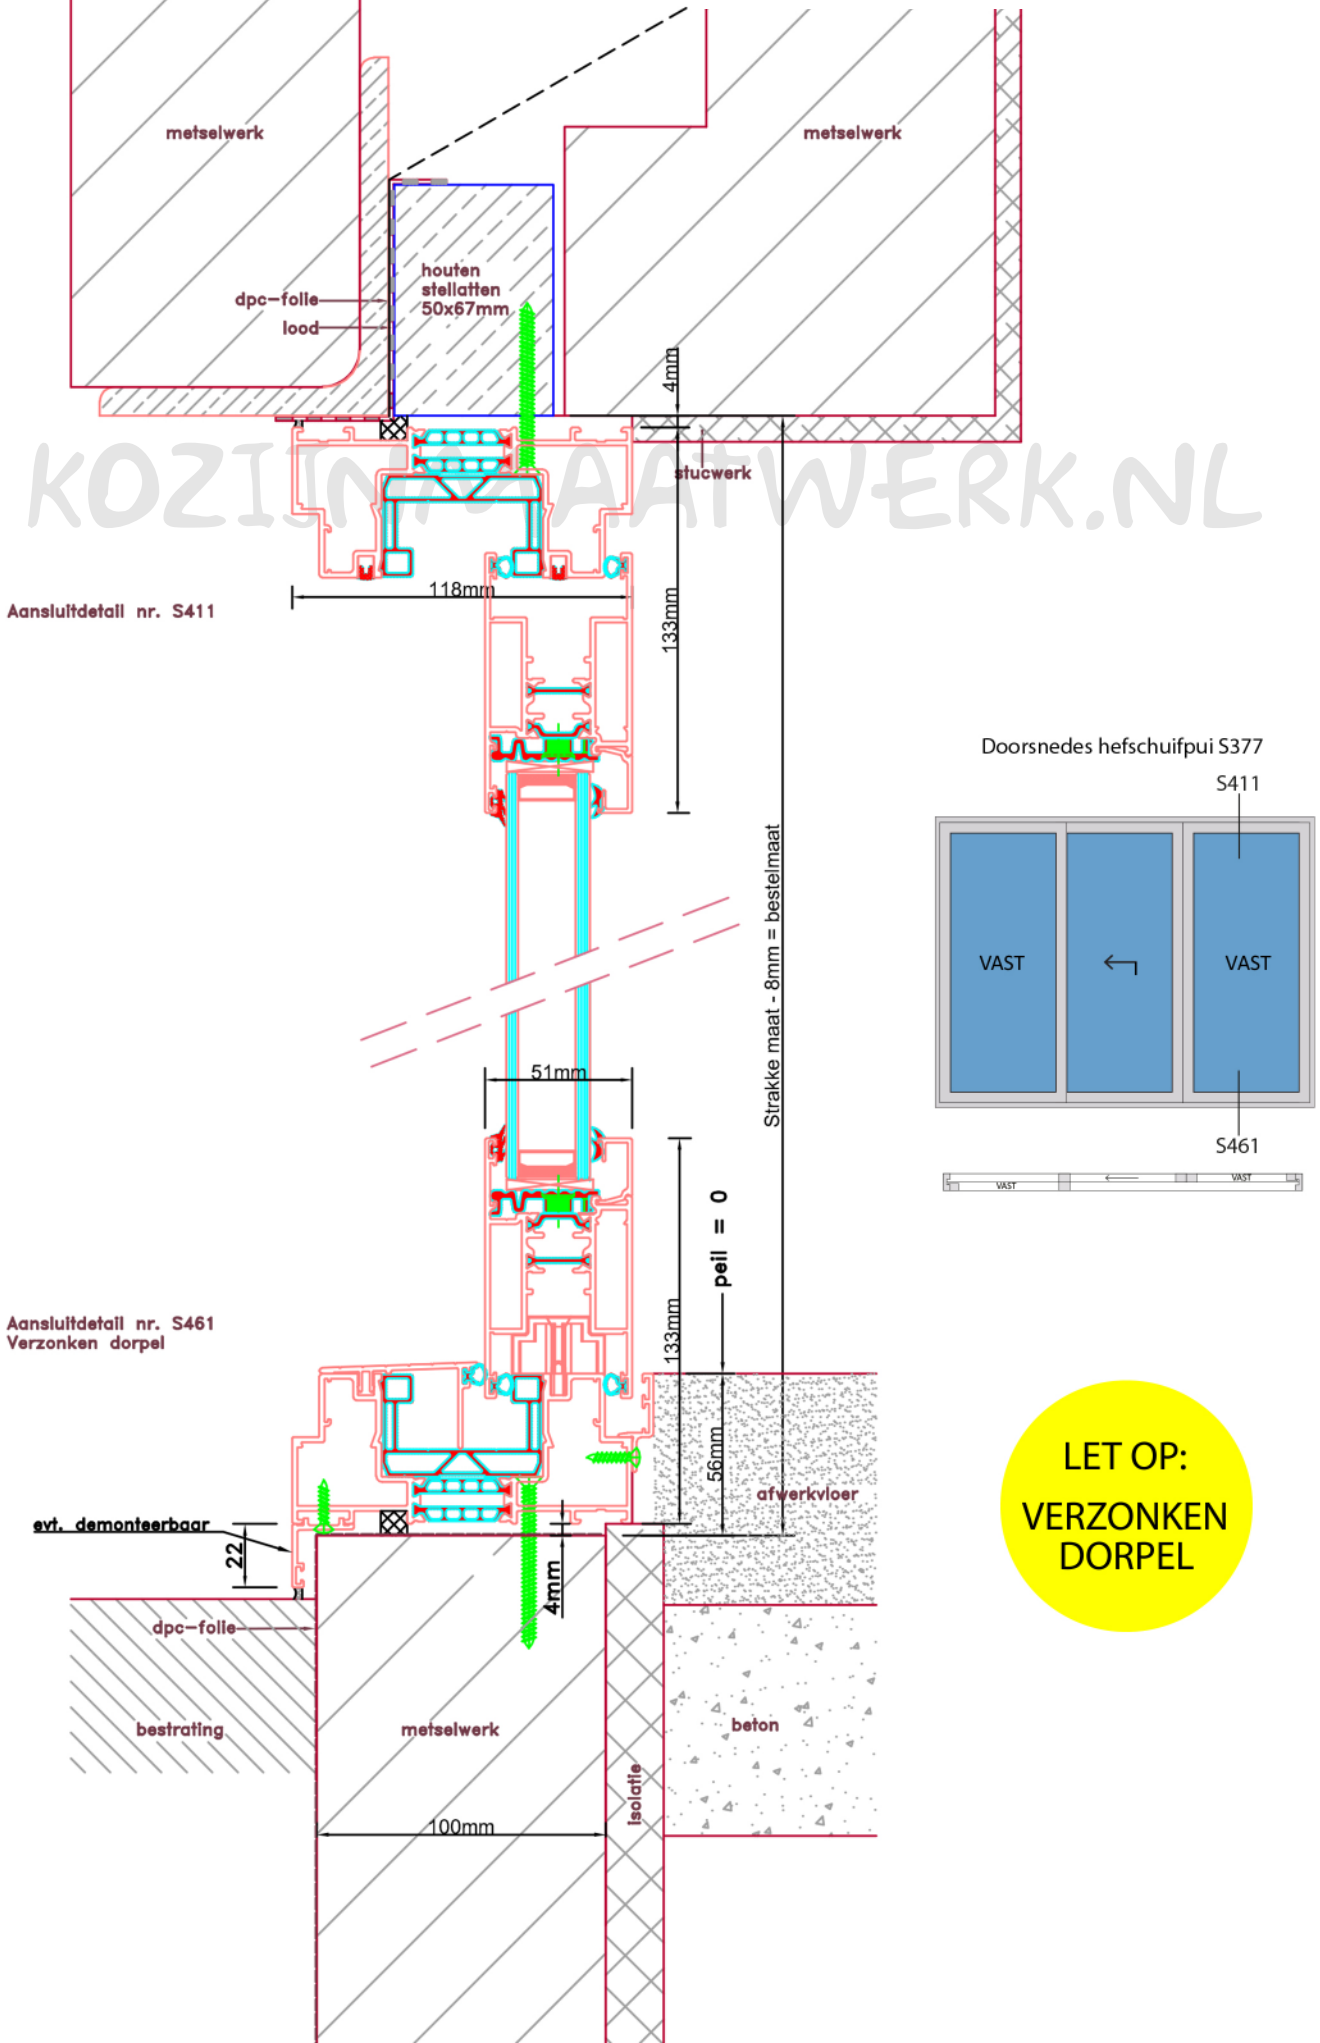 metselwerk
metselwerk
houten
stellatten
50x67mm
dpc-folie
lood
4mm
stucwerk
KOZIJNMAATWERK.NL
118mm
Aansluitdetail nr. S411
133mm
Doorsnedes hefschuifpui S377
S411
VAST
VAST
S461
VAST
VAST
Strakke maat - 8mm = bestelmaat
51mm
peil = 0
133mm
Aansluitdetail nr. S461
Verzonken dorpel
56mm
afwerkvloer
LET OP:
VERZONKEN
DORPEL
evt. demonteerbaar
22
4mm
dpc-folie
bestrating
metselwerk
beton
isolatie
100mm